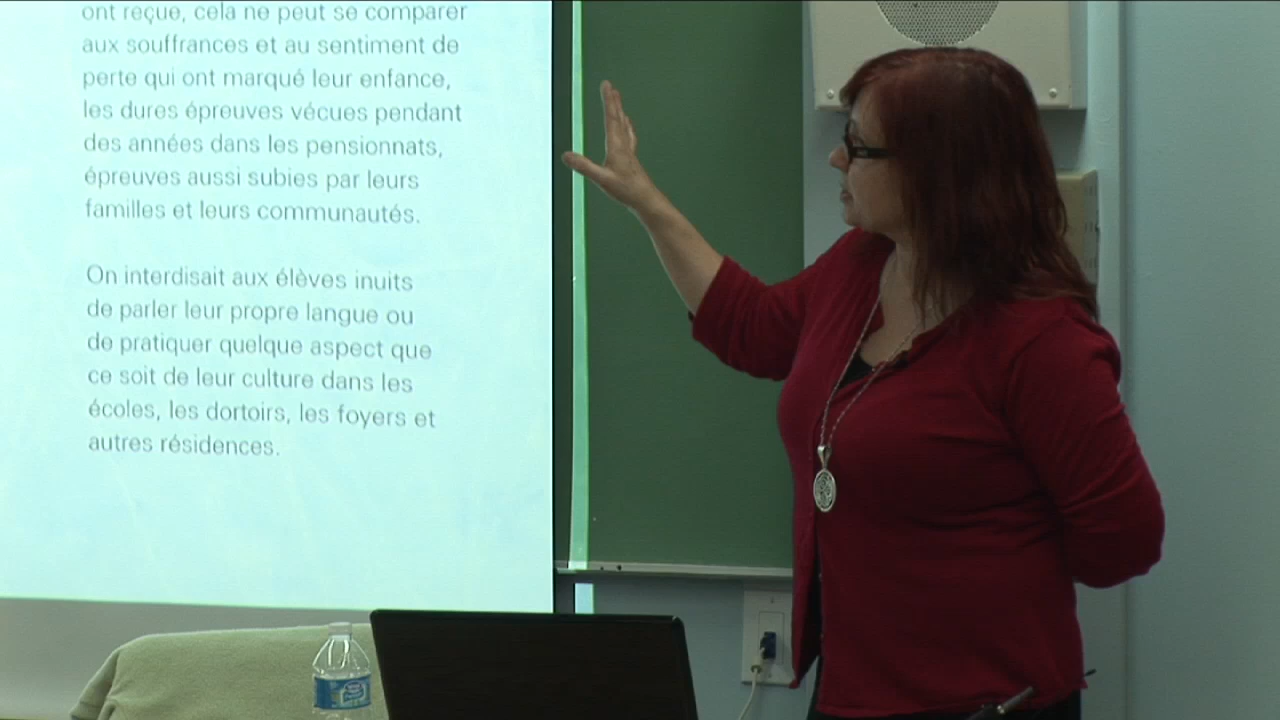 ont reçue, cela ne peut se comparer
aux souffrances et au sentiment de
perte qui ont marqué leur enfance,
les dures épreuves vécues pendant
des années dans les pensionnats,
épreuves aussi subies par leurs
familles et leurs communautés.
On interdisait aux élèves inuits
de parler leur propre langue ou
de pratiquer quelque aspect que
ce soit de leur culture dans les
écoles, les dortoirs, les foyers et
autres résidences.